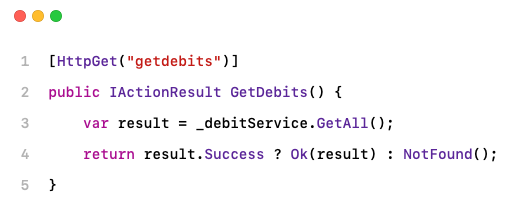 1 [HttpGet("getdebits")]
2 public IActionResult GetDebits() {
3     var result = _debitService.GetAll();
4     return result.Success ? Ok(result) : NotFound();
5 }